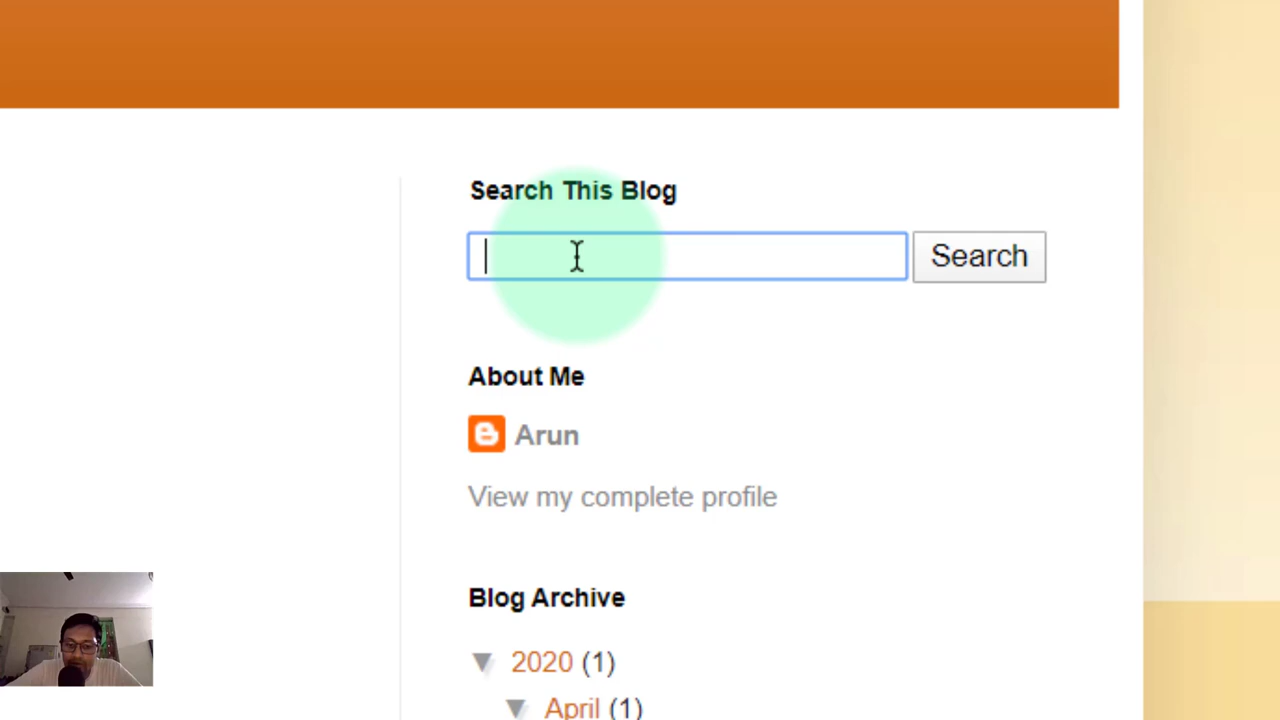 Search This Blog
Search
About Me
Arun
View my complete profile
Blog Archive
2020 (1)
April (1)